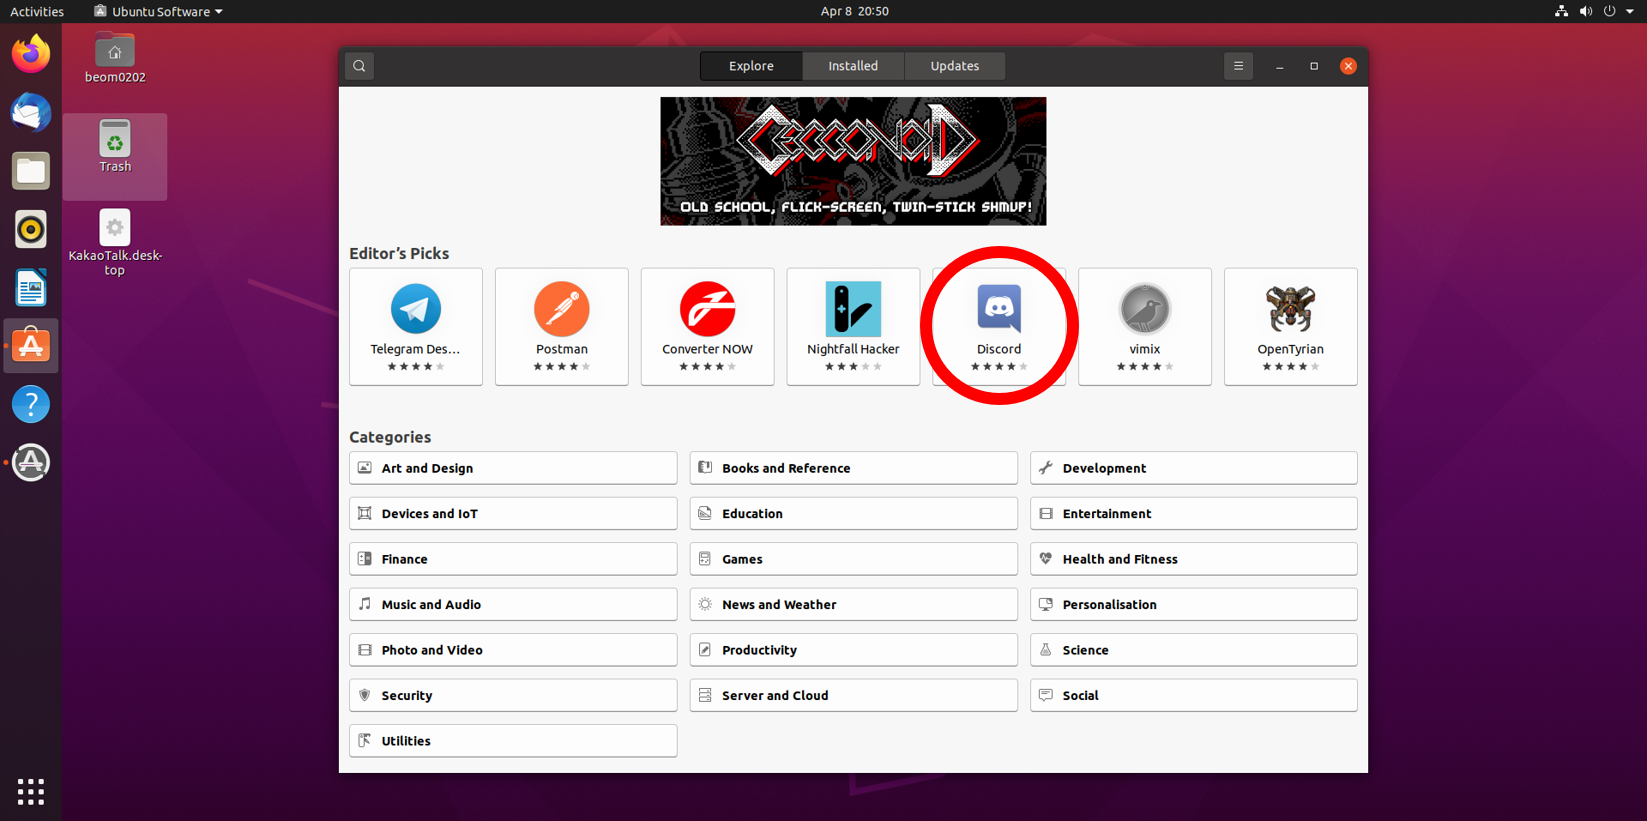 Activities
Ubuntu Software
Apr 8 20:50
beom0202
Trash
KakaoTalk.desk-
top
Explore
Installed
Updates
CECCONOID
OLD SCHOOL, FLICK-SCREEN, TWIN-STICK SHMUP!
Editor’s Picks
Telegram Des...
Postman
Converter NOW
Nightfall Hacker
Discord
vimix
OpenTyrian
Categories
Art and Design
Books and Reference
Development
Devices and IoT
Education
Entertainment
Finance
Games
Health and Fitness
Music and Audio
News and Weather
Personalisation
Photo and Video
Productivity
Science
Security
Server and Cloud
Social
Utilities